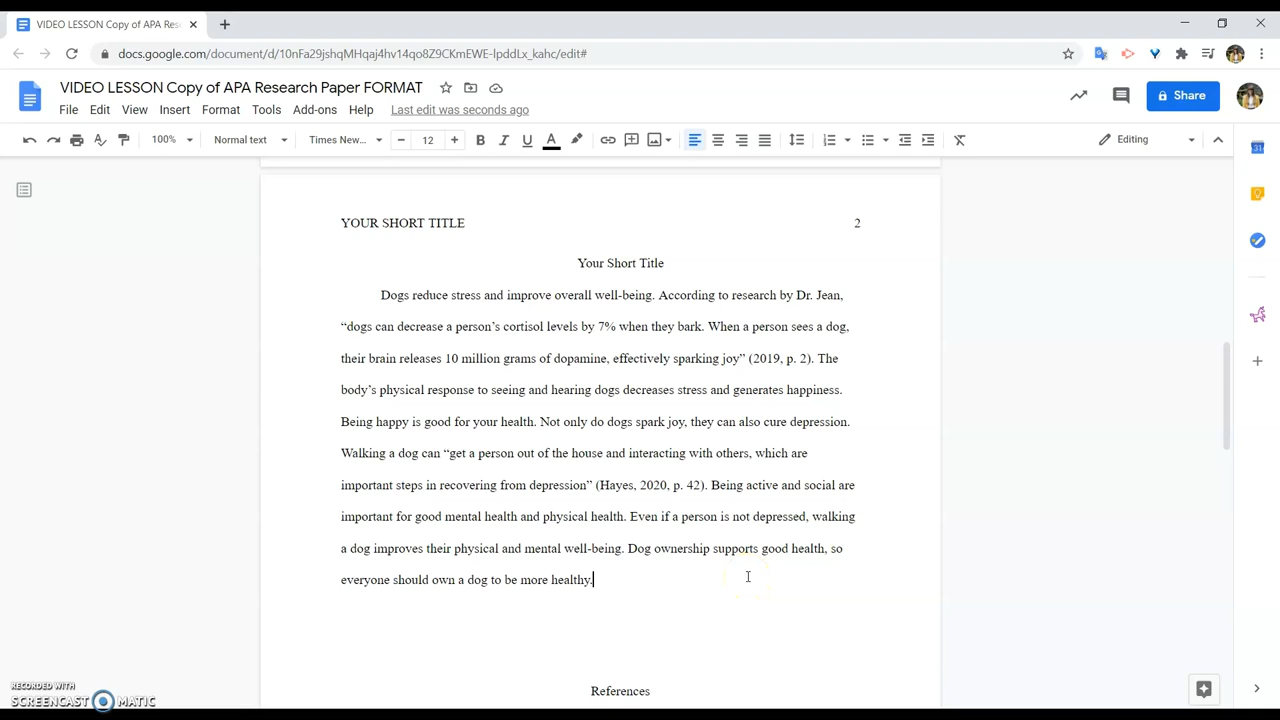 VIDEO LESSON Copy of APA Res
docs.google.com/document/d/10nFa29jshqMHqaj4hv14qo8Z9CKmEWE-lpddLx_kahc/edit#
VIDEO LESSON Copy of APA Research Paper FORMAT
File Edit View Insert Format Tools Add-ons Help Last edit was seconds ago
Share
100% Normal text Times New... 12 Editing
YOUR SHORT TITLE 2
Your Short Title
Dogs reduce stress and improve overall well-being. According to research by Dr. Jean,
“dogs can decrease a person’s cortisol levels by 7% when they bark. When a person sees a dog,
their brain releases 10 million grams of dopamine, effectively sparking joy” (2019, p. 2). The
body’s physical response to seeing and hearing dogs decreases stress and generates happiness.
Being happy is good for your health. Not only do dogs spark joy, they can also cure depression.
Walking a dog can “get a person out of the house and interacting with others, which are
important steps in recovering from depression” (Hayes, 2020, p. 42). Being active and social are
important for good mental health and physical health. Even if a person is not depressed, walking
a dog improves their physical and mental well-being. Dog ownership supports good health, so
everyone should own a dog to be more healthy.
References
RECORDED WITH
SCREENCAST MATIC
31